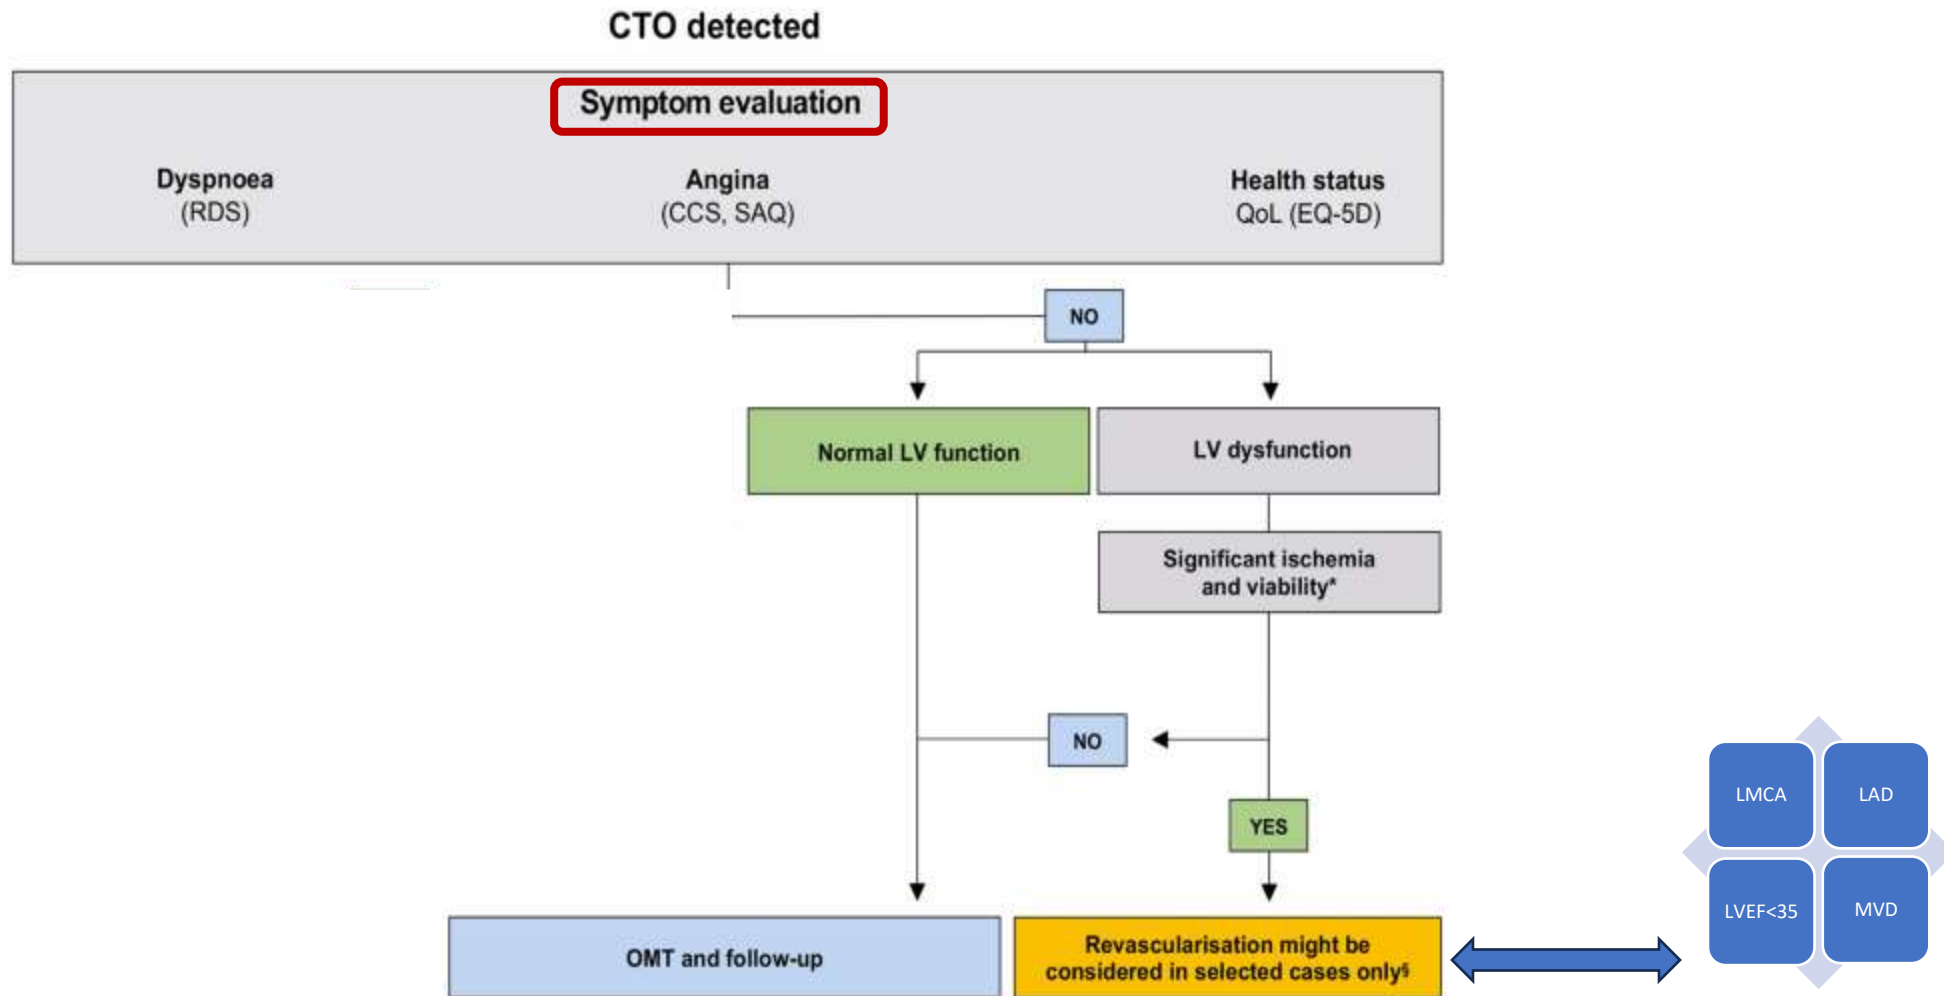 CTO detected
Symptom evaluation
Dyspnoea
(RDS)
Angina
(CCS, SAQ)
Health status
QoL (EQ-5D)
NO
Normal LV function
LV dysfunction
Significant ischemia
and viability*
NO
YES
LMCA
LAD
LVEF<35
MVD
OMT and follow-up
Revascularisation might be
considered in selected cases only§